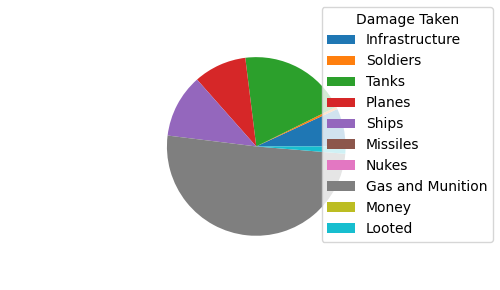 Damage Taken
Infrastructure
Soldiers
Tanks
Planes
Ships
Missiles
Nukes
Gas and Munition
Money
Looted